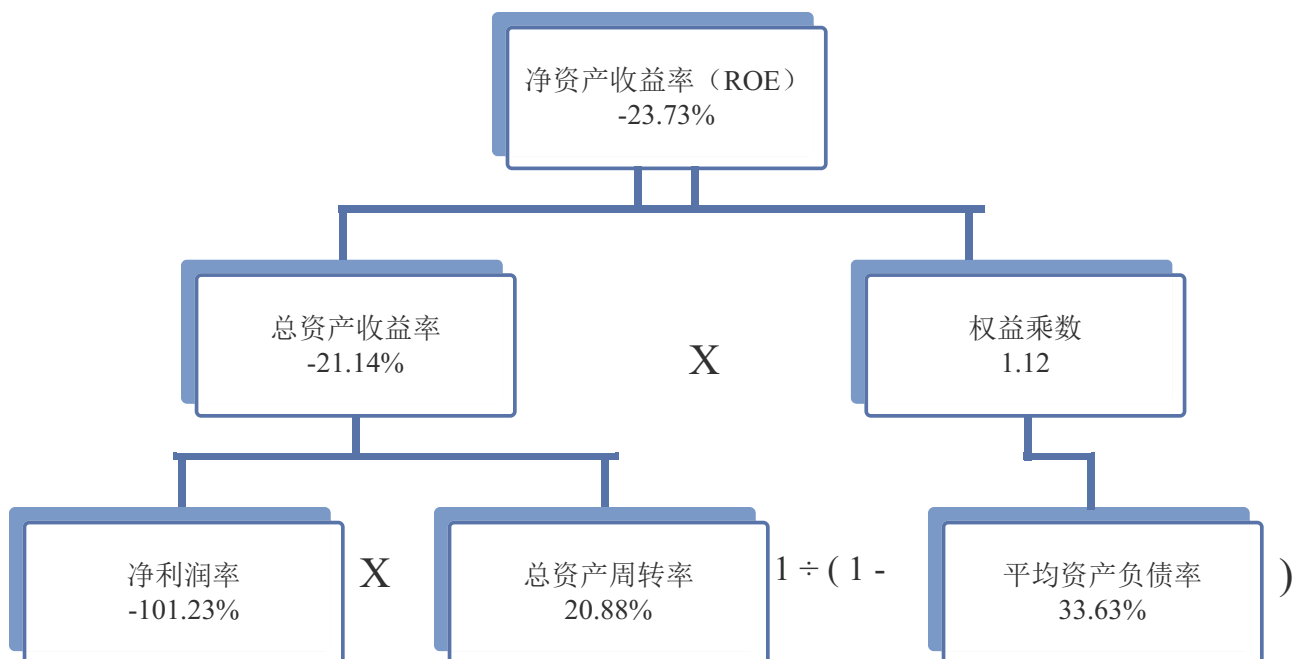 净资产收益率（ROE）
-23.73%
总资产收益率
-21.14%
X
权益乘数
1.12
净利润率
-101.23%
X
总资产周转率
20.88%
1 ÷ ( 1 -
平均资产负债率
33.63%
)